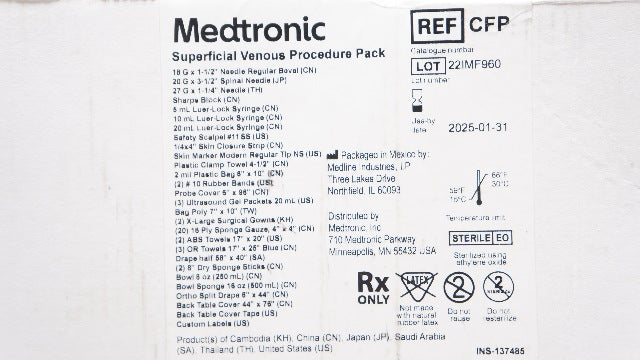 Medtronic
Superficial Venous Procedure Pack
18 G x 1-1/2" Needle Regular Bevel (CN)
20 G x 3-1/2" Spinal Needle (JP)
27 G x 1-1/4" Needle (TH)
Sharps Block (CN)
5 mL Luer-Lock Syringe (CN)
10 mL Luer-Lock Syringe (CN)
20 mL Luer-Lock Syringe (CN)
Safety Scalpel #11 SS (US)
1/4x4" Skin Closure Strip (CN)
Skin Marker Modern Regular Tip NS (US)
Plastic Clamp Towel 4-1/2" (CN)
2 mil Plastic Bag 6" x 10" (CN)
(2) # 10 Rubber Bands (US)
Probe Cover 5" x 96" (CN)
(3) Ultrasound Gel Packets 20 mL (US)
Bag Poly 7" x 10" (TW)
(2) X-Large Surgical Gowns (KH)
(20) 16 Ply Sponge Gauze, 4" x 4" (CN)
(2) ABS Towels 17" x 20" (US)
(3) OR Towels 17" x 25" Blue (CN)
Drape half 58" x 40" (SA)
(2) 8" Dry Sponge Sticks (CN)
Bowl 8 oz (250 mL) (CN)
Bowl Sponge 16 oz (500 mL) (CN)
Ortho Split Drape 6" x 44" (CN)
Back Table Cover 44" x 76" (CN)
Back Table Cover Tape (US)
Custom Labels (US)
Product(s) of Cambodia (KH), China (CN), Japan (JP), Saudi Arabia
(SA), Thailand (TH), United States (US)
Packaged in Mexico by:
Medline Industries, LP
Three Lakes Drive
Northfield, IL 60093
Distributed by
Medtronic, Inc
710 Medtronic Parkway
Minneapolis, MN 55432 USA
REF CFP
Catalogue number
LOT 22IMF960
Lot number
Use-by
date
2025-01-31
86°F
30°C
59°F
15°C
Temperature limit
STERILE EO
Sterilized using
ethylene oxide
Rx
ONLY
LATEX
Not made
with natural
rubber latex
2
Do not
reuse
2
STERILIZE
Do not
resterilize
INS-137485